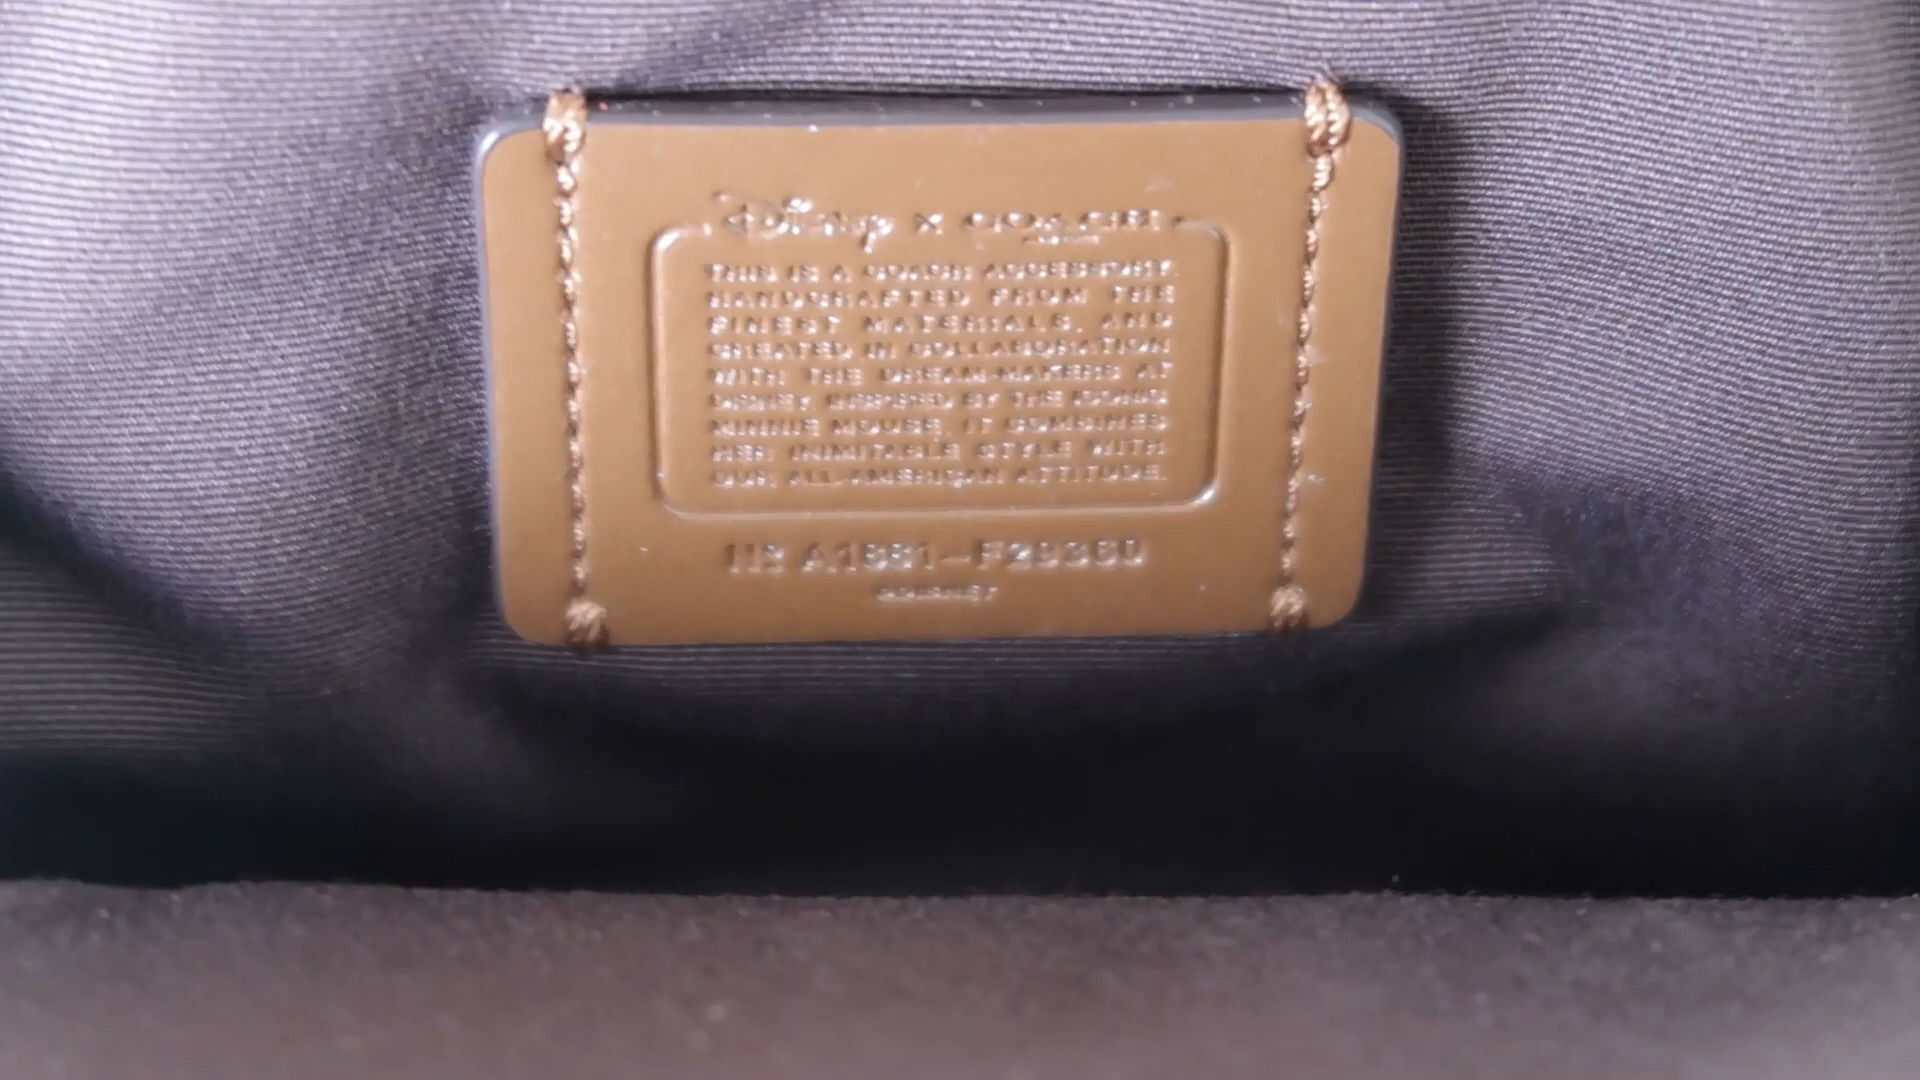 Disney × COACH
THIS IS A COACH ACCESSORY.
HANDCRAFTED FROM THE
FINEST MATERIALS, AND
CREATED IN COLLABORATION
WITH THE DREAM-MAKERS AT
DISNEY. INSPIRED BY THE ICONIC
MINNIE MOUSE, IT COMBINES
HER INIMITABLE STYLE WITH
OUR ALL-AMERICAN ATTITUDE.
A1881-F29360